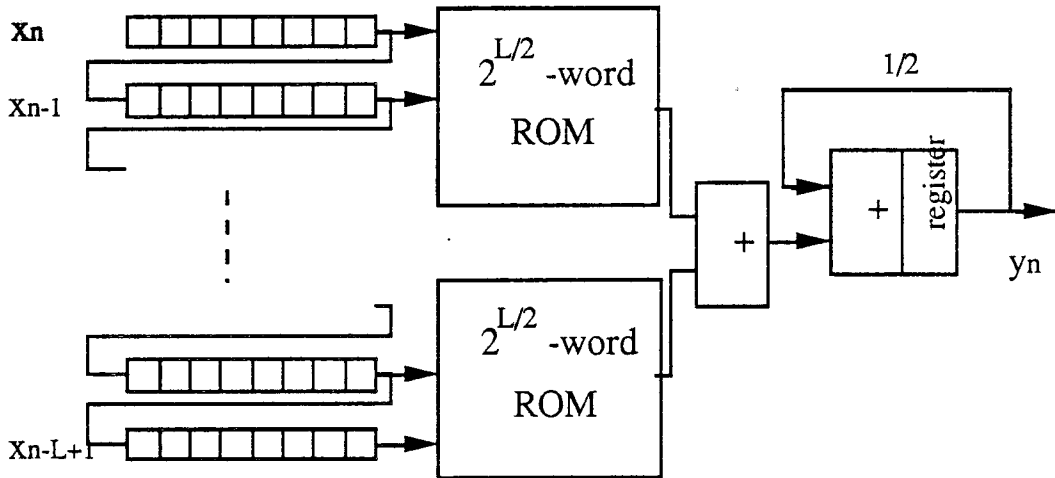 Xn
Xn-1
2^{L/2} -word
ROM
1/2
+
+
register
yn
2^{L/2} -word
ROM
Xn-L+1